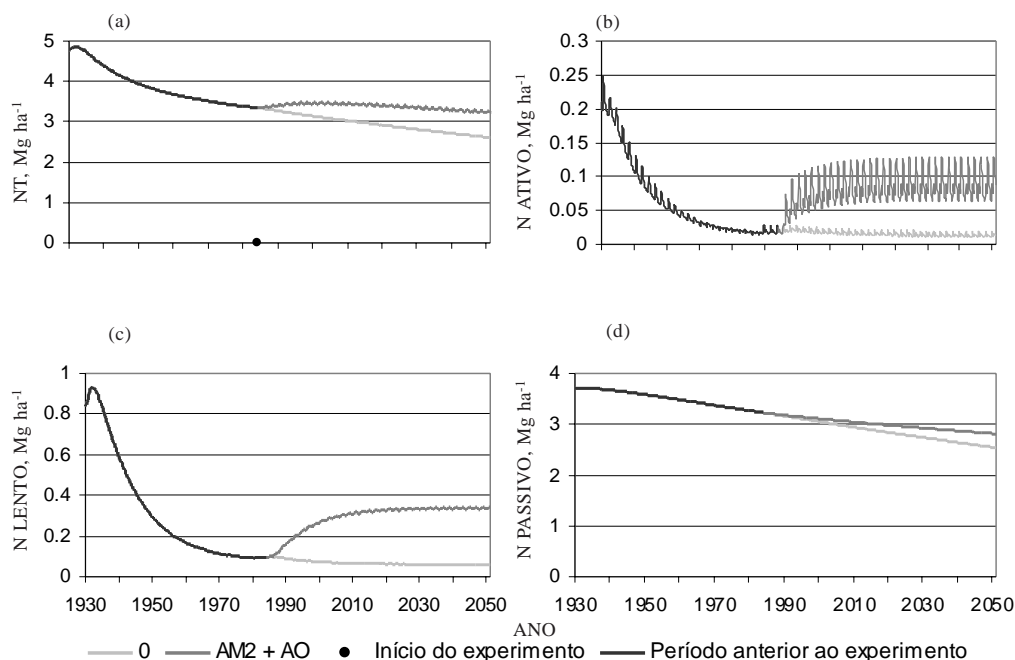 (a)
NT, Mg ha-1
5
4
3
2
1
0
(b)
N ATIVO, Mg ha-1
0.3
0.25
0.2
0.15
0.1
0.05
0
(c)
N LENTO, Mg ha-1
1
0.8
0.6
0.4
0.2
0
1930 1950 1970 1990 2010 2030 2050
(d)
N PASSIVO, Mg ha-1
4
3
2
1
0
1930 1950 1970 1990 2010 2030 2050
ANO
0 AM2 + AO Início do experimento Período anterior ao experimento